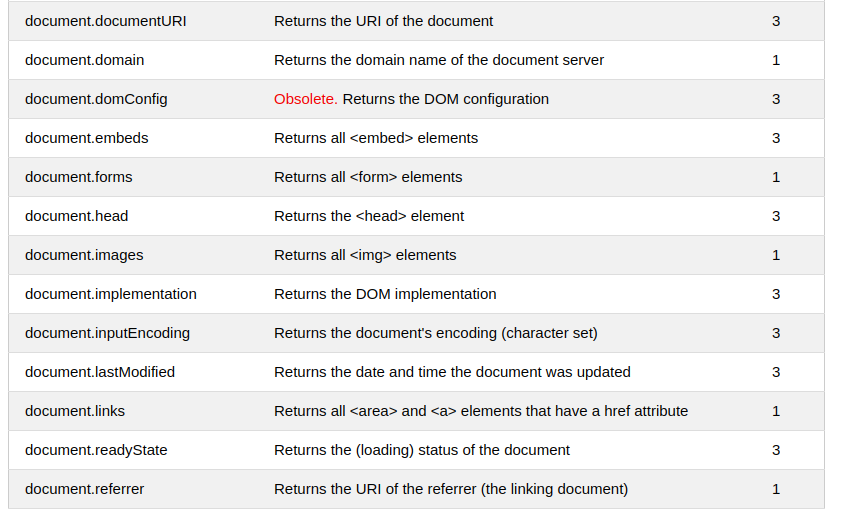 document.documentURI Returns the URI of the document 3
document.domain Returns the domain name of the document server 1
document.domConfig Obsolete. Returns the DOM configuration 3
document.embeds Returns all <embed> elements 3
document.forms Returns all <form> elements 1
document.head Returns the <head> element 3
document.images Returns all <img> elements 1
document.implementation Returns the DOM implementation 3
document.inputEncoding Returns the document's encoding (character set) 3
document.lastModified Returns the date and time the document was updated 3
document.links Returns all <area> and <a> elements that have a href attribute 1
document.readyState Returns the (loading) status of the document 3
document.referrer Returns the URI of the referrer (the linking document) 1